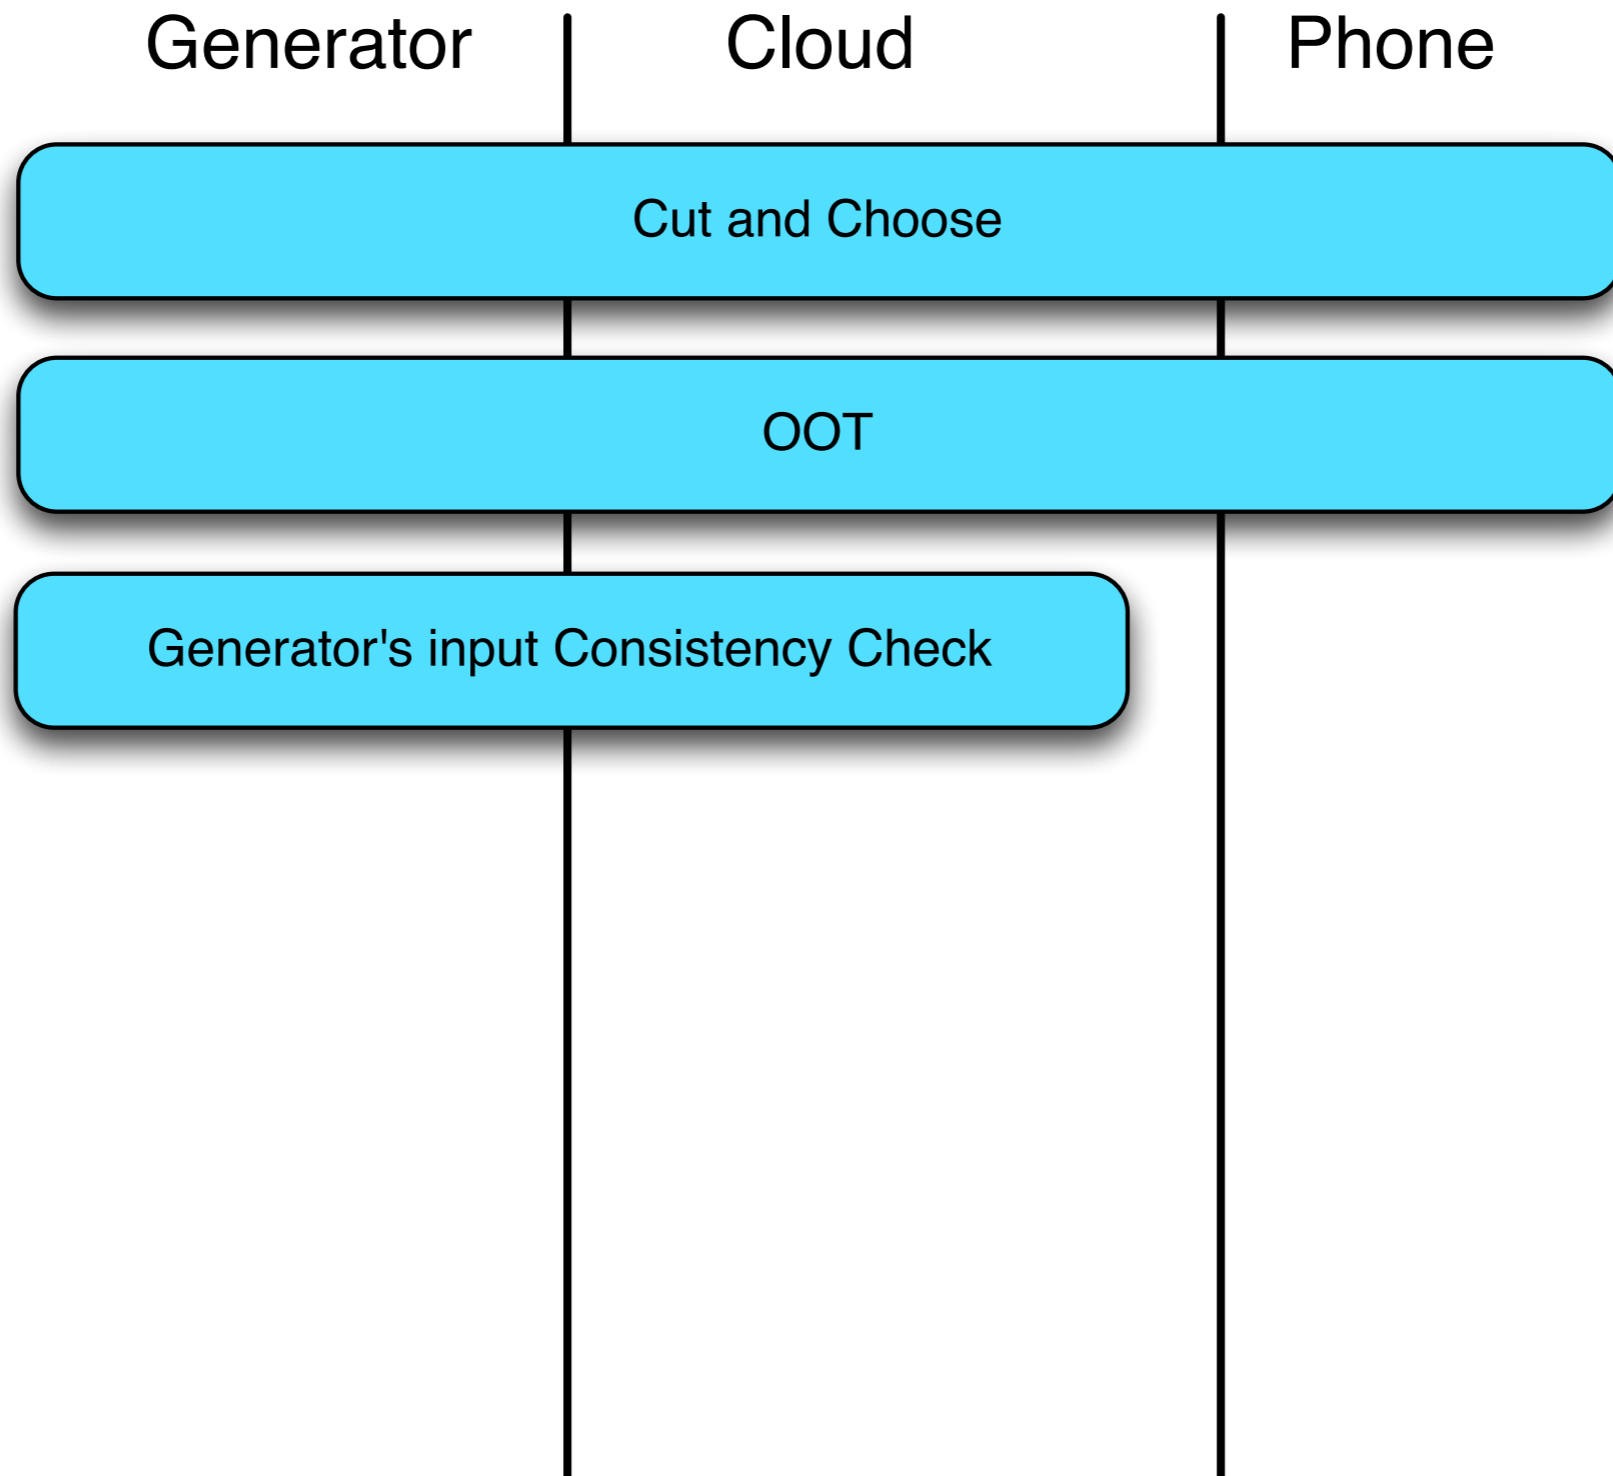 Generator Cloud Phone
Cut and Choose
OOT
Generator's input Consistency Check